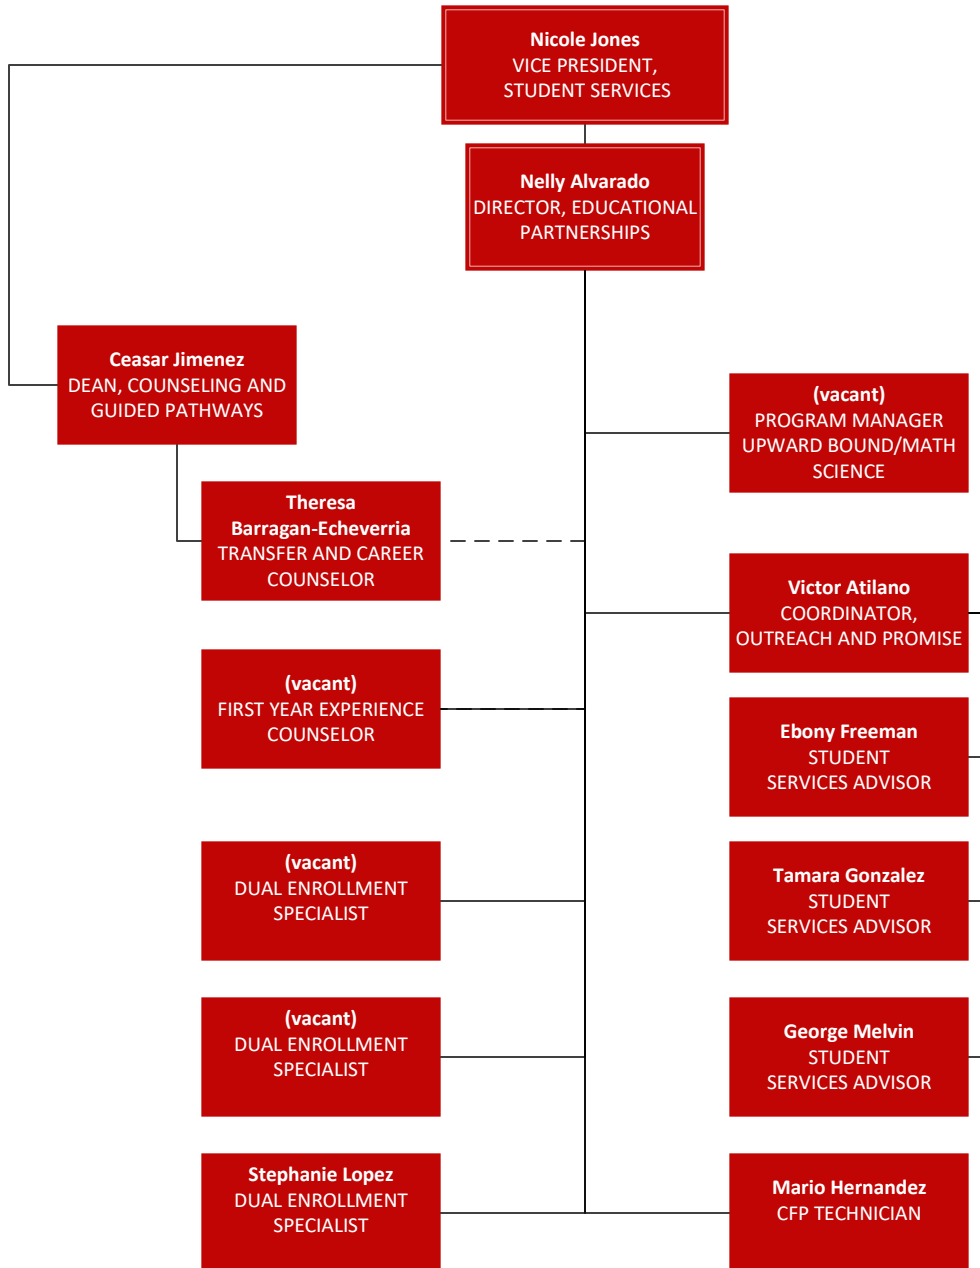 Nicole Jones
VICE PRESIDENT,
STUDENT SERVICES
Nelly Alvarado
DIRECTOR, EDUCATIONAL
PARTNERSHIPS
Ceasar Jimenez
DEAN, COUNSELING AND
GUIDED PATHWAYS
(vacant)
PROGRAM MANAGER
UPWARD BOUND/MATH
SCIENCE
Theresa
Barragan-Echeverria
TRANSFER AND CAREER
COUNSELOR
Victor Atilano
COORDINATOR,
OUTREACH AND PROMISE
(vacant)
FIRST YEAR EXPERIENCE
COUNSELOR
Ebony Freeman
STUDENT
SERVICES ADVISOR
(vacant)
DUAL ENROLLMENT
SPECIALIST
Tamara Gonzalez
STUDENT
SERVICES ADVISOR
(vacant)
DUAL ENROLLMENT
SPECIALIST
George Melvin
STUDENT
SERVICES ADVISOR
Stephanie Lopez
DUAL ENROLLMENT
SPECIALIST
Mario Hernandez
CFP TECHNICIAN